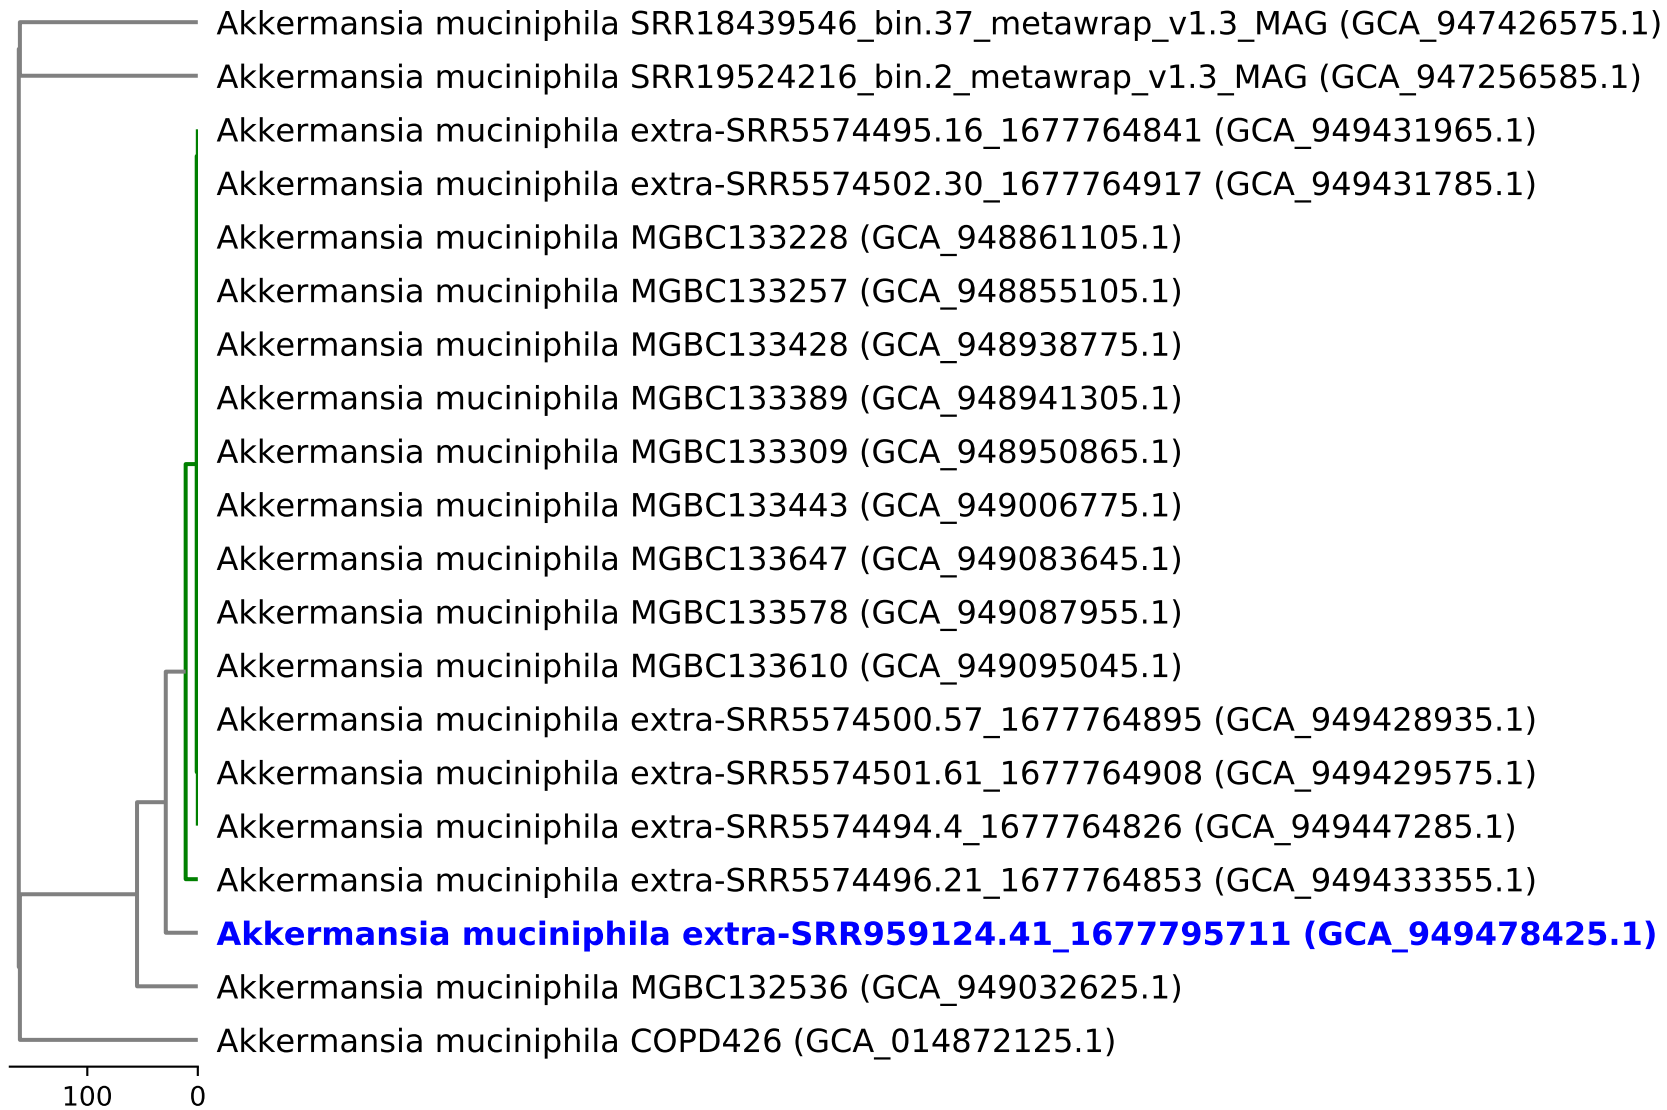 Akkermansia muciniphila SRR18439546_bin.37_metawrap_v1.3_MAG (GCA_947426575.1)
Akkermansia muciniphila SRR19524216_bin.2_metawrap_v1.3_MAG (GCA_947256585.1)
Akkermansia muciniphila extra-SRR5574495.16_1677764841 (GCA_949431965.1)
Akkermansia muciniphila extra-SRR5574502.30_1677764917 (GCA_949431785.1)
Akkermansia muciniphila MGBC133228 (GCA_948861105.1)
Akkermansia muciniphila MGBC133257 (GCA_948855105.1)
Akkermansia muciniphila MGBC133428 (GCA_948938775.1)
Akkermansia muciniphila MGBC133389 (GCA_948941305.1)
Akkermansia muciniphila MGBC133309 (GCA_948950865.1)
Akkermansia muciniphila MGBC133443 (GCA_949006775.1)
Akkermansia muciniphila MGBC133647 (GCA_949083645.1)
Akkermansia muciniphila MGBC133578 (GCA_949087955.1)
Akkermansia muciniphila MGBC133610 (GCA_949095045.1)
Akkermansia muciniphila extra-SRR5574500.57_1677764895 (GCA_949428935.1)
Akkermansia muciniphila extra-SRR5574501.61_1677764908 (GCA_949429575.1)
Akkermansia muciniphila extra-SRR5574494.4_1677764826 (GCA_949447285.1)
Akkermansia muciniphila extra-SRR5574496.21_1677764853 (GCA_949433355.1)
Akkermansia muciniphila extra-SRR959124.41_1677795711 (GCA_949478425.1)
Akkermansia muciniphila MGBC132536 (GCA_949032625.1)
Akkermansia muciniphila COPD426 (GCA_014872125.1)
100 0